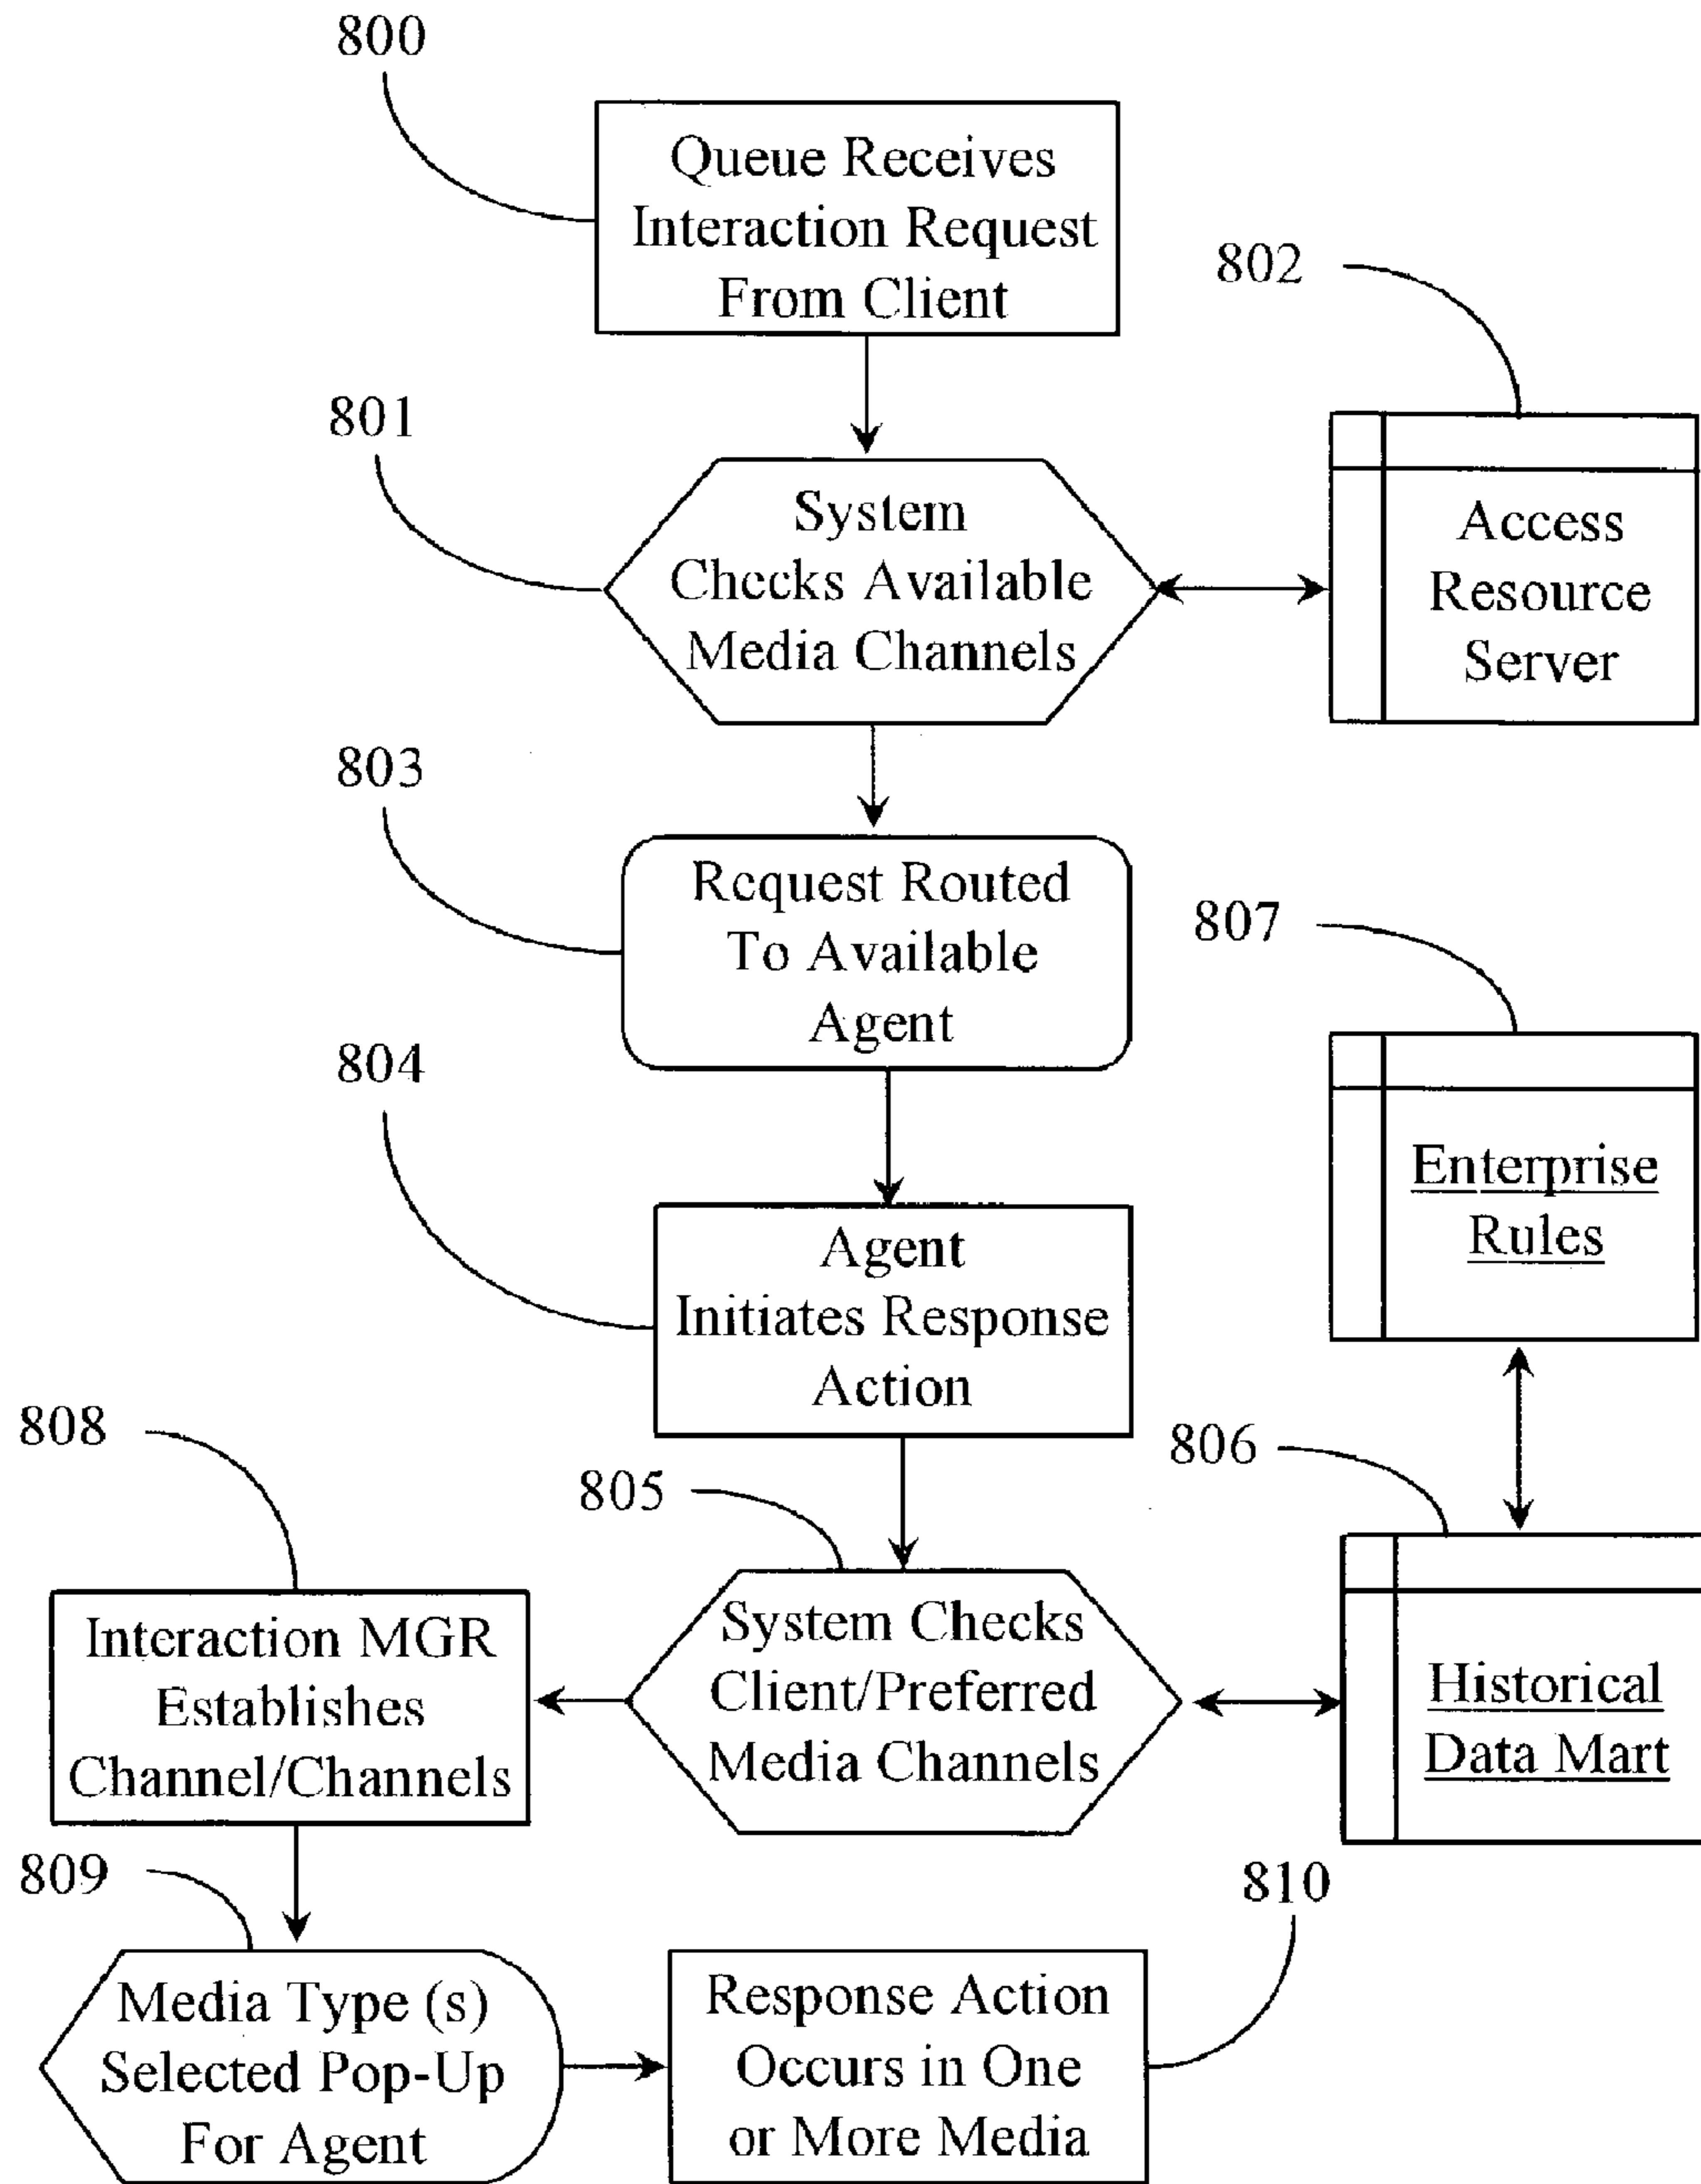 800
Queue Receives
Interaction Request
From Client
802
801
System
Checks Available
Media Channels
Access
Resource
Server
803
Request Routed
To Available
Agent
807
804
Enterprise
Rules
Agent
Initiates Response
Action
808
806
805
Interaction MGR
Establishes
Channel/Channels
System Checks
Client/Preferred
Media Channels
Historical
Data Mart
809
810
Media Type (s)
Selected Pop-Up
For Agent
Response Action
Occurs in One
or More Media